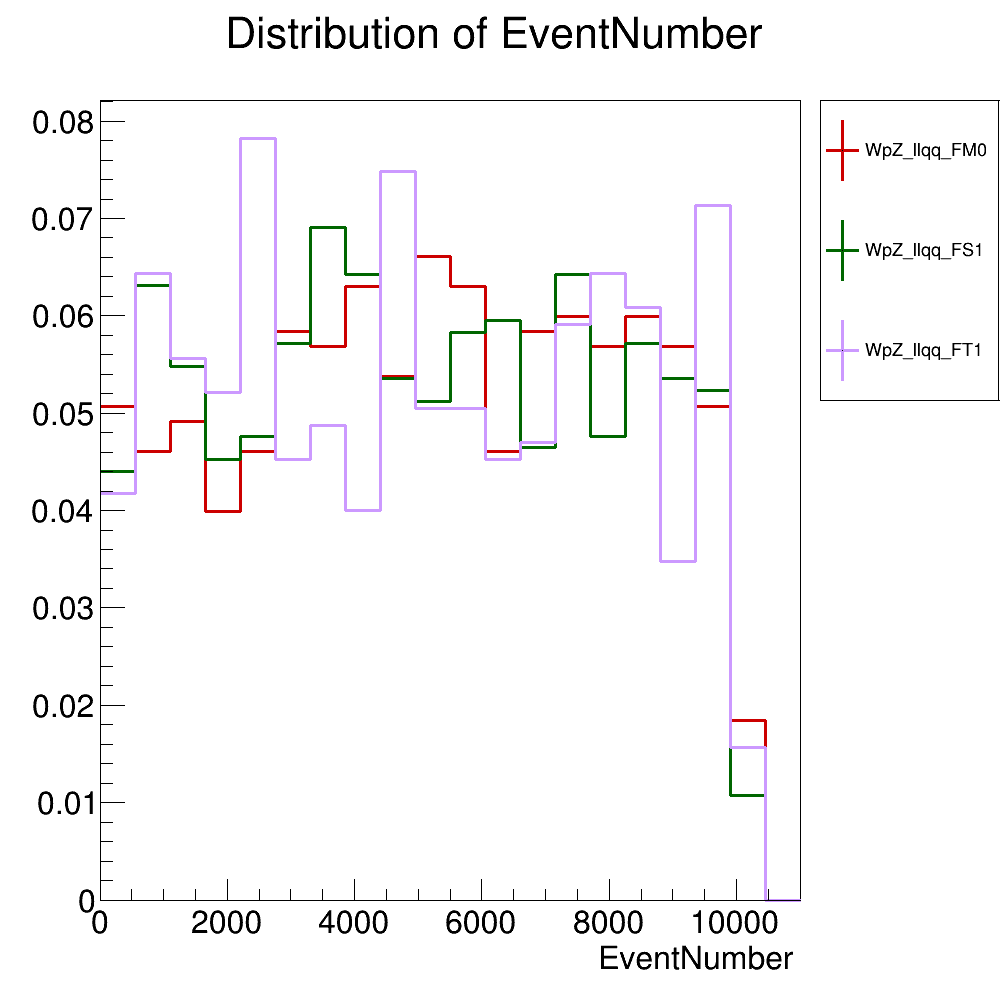 Distribution of EventNumber
0.08
0.07
0.06
0.05
0.04
0.03
0.02
0.01
0
0 2000 4000 6000 8000 10000
EventNumber
WpZ_llqq_FM0
WpZ_llqq_FS1
WpZ_llqq_FT1